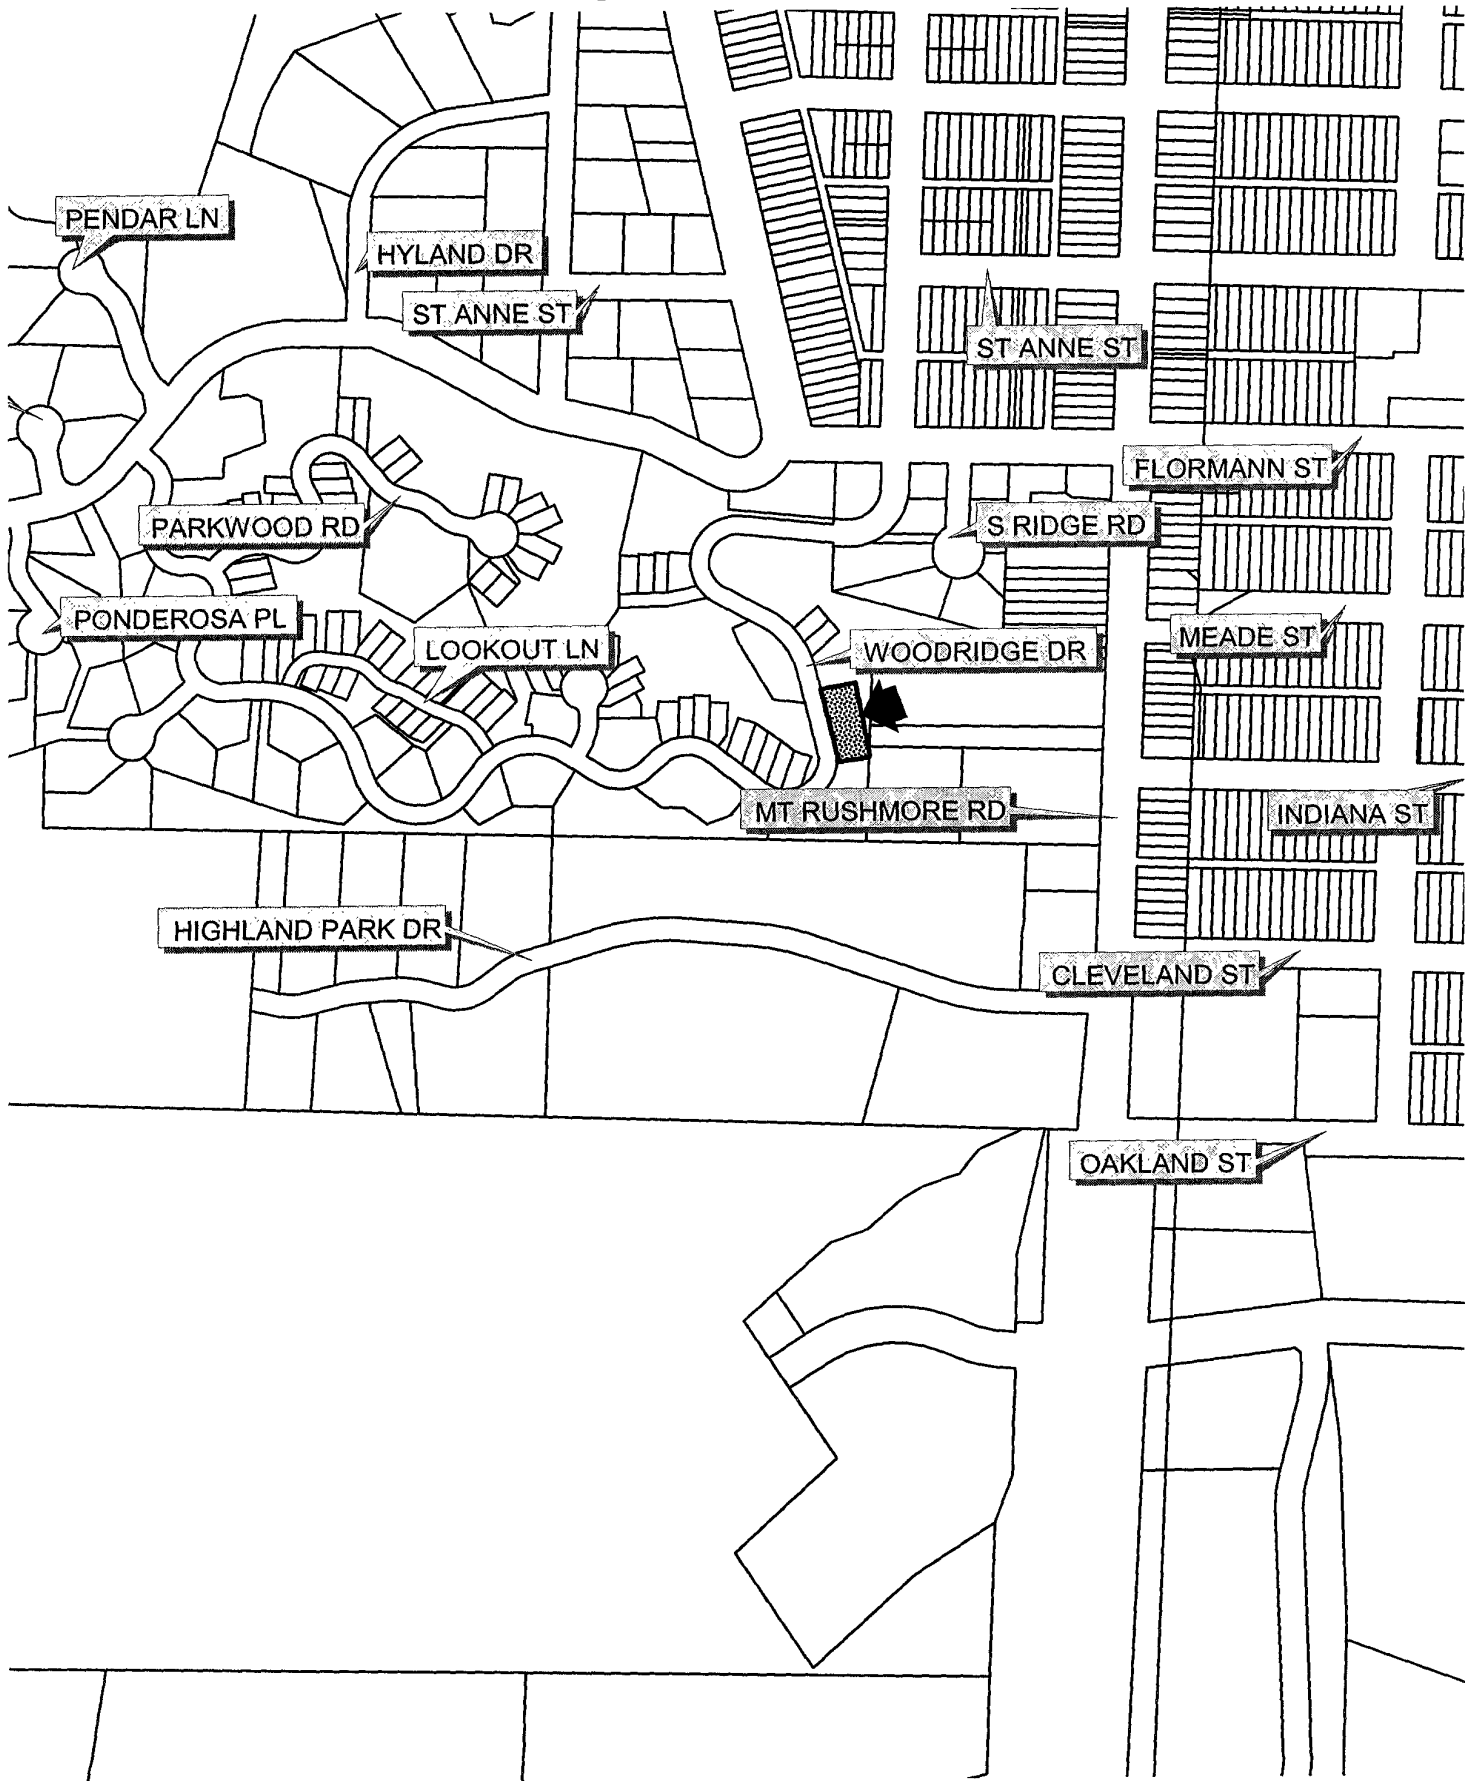 PENDAR LN
HYLAND DR
ST ANNE ST
ST ANNE ST
FLORMANN ST
PARKWOOD RD
S RIDGE RD
PONDEROSA PL
LOOKOUT LN
WOODRIDGE DR
MEADE ST
MT RUSHMORE RD
INDIANA ST
HIGHLAND PARK DR
CLEVELAND ST
OAKLAND ST